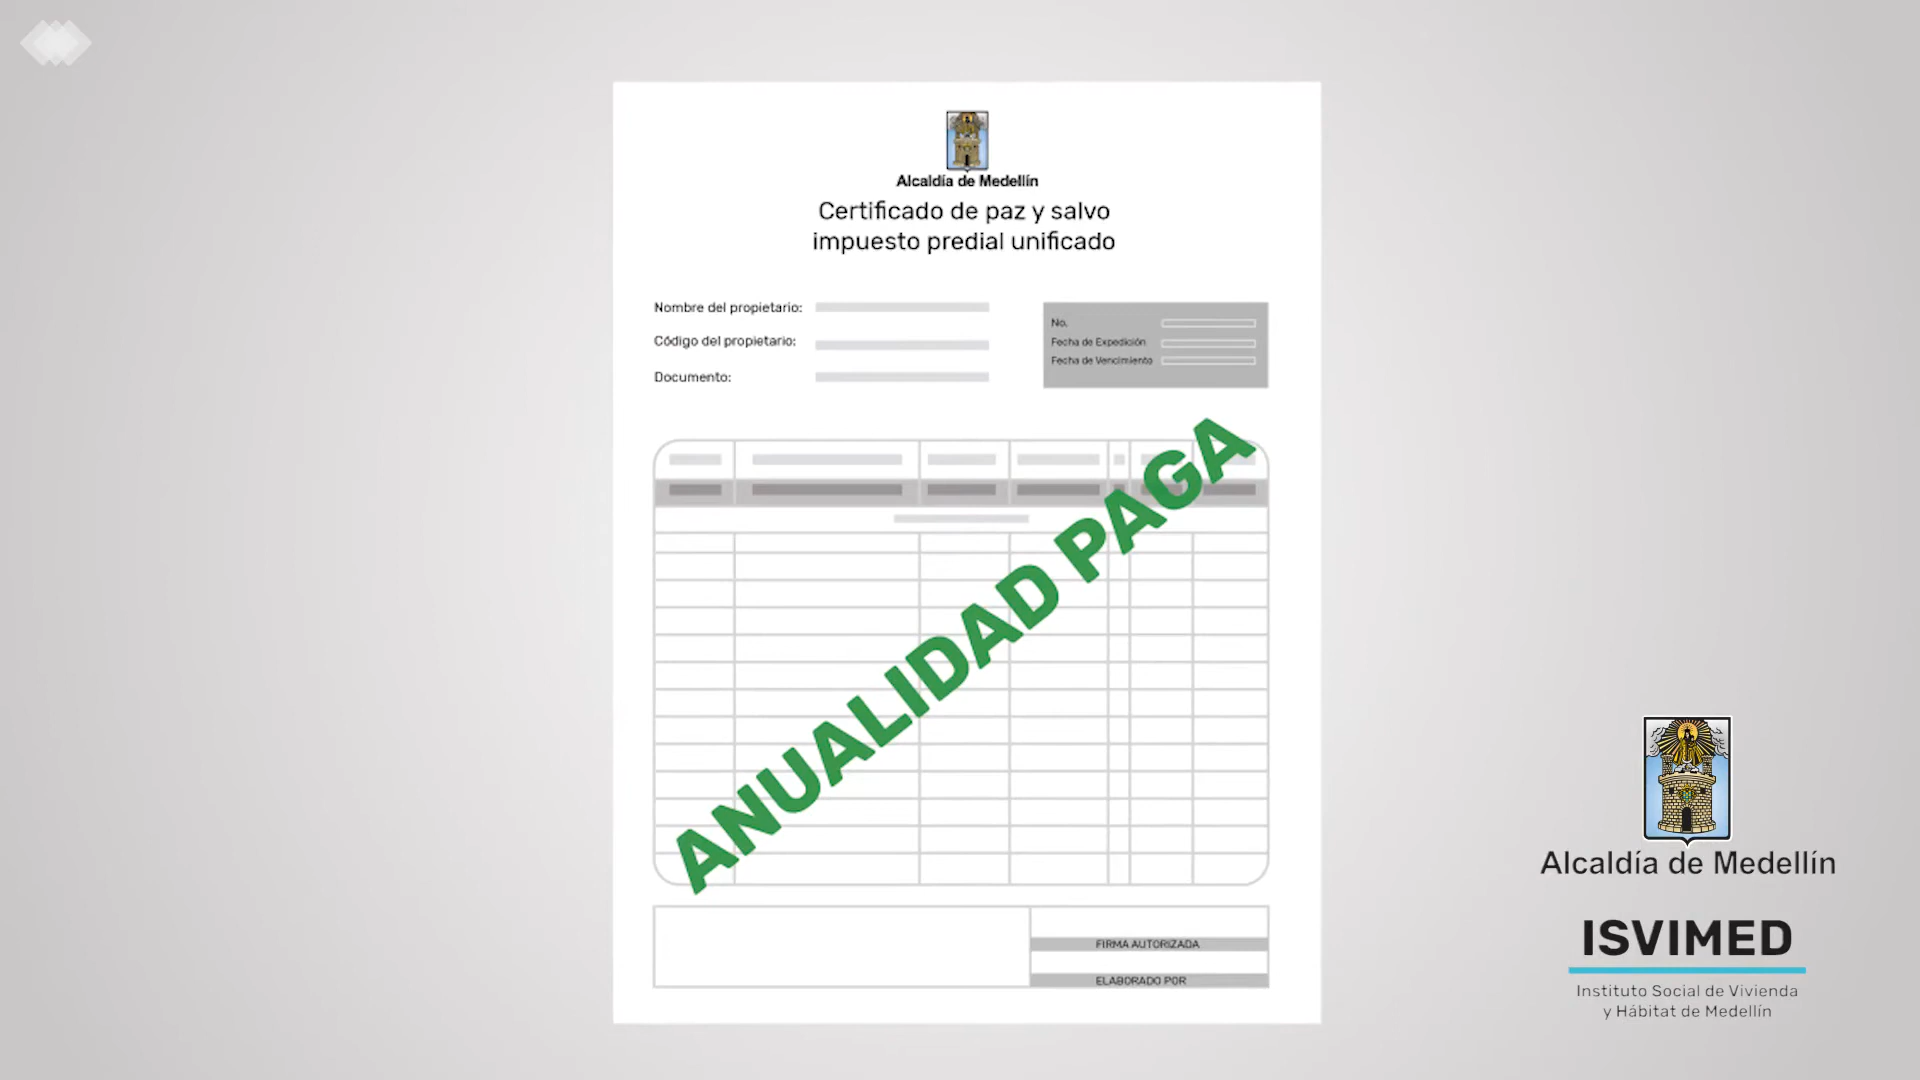 Alcaldía de Medellín
Certificado de paz y salvo
impuesto predial unificado
Nombre del propietario:
Código del propietario:
Documento:
No.
Fecha de Expedición
Fecha de Vencimiento
ANUALIDAD PAGA
FIRMA AUTORIZADA
ELABORADO POR
Alcaldía de Medellín
ISVIMED
Instituto Social de Vivienda
y Hábitat de Medellín